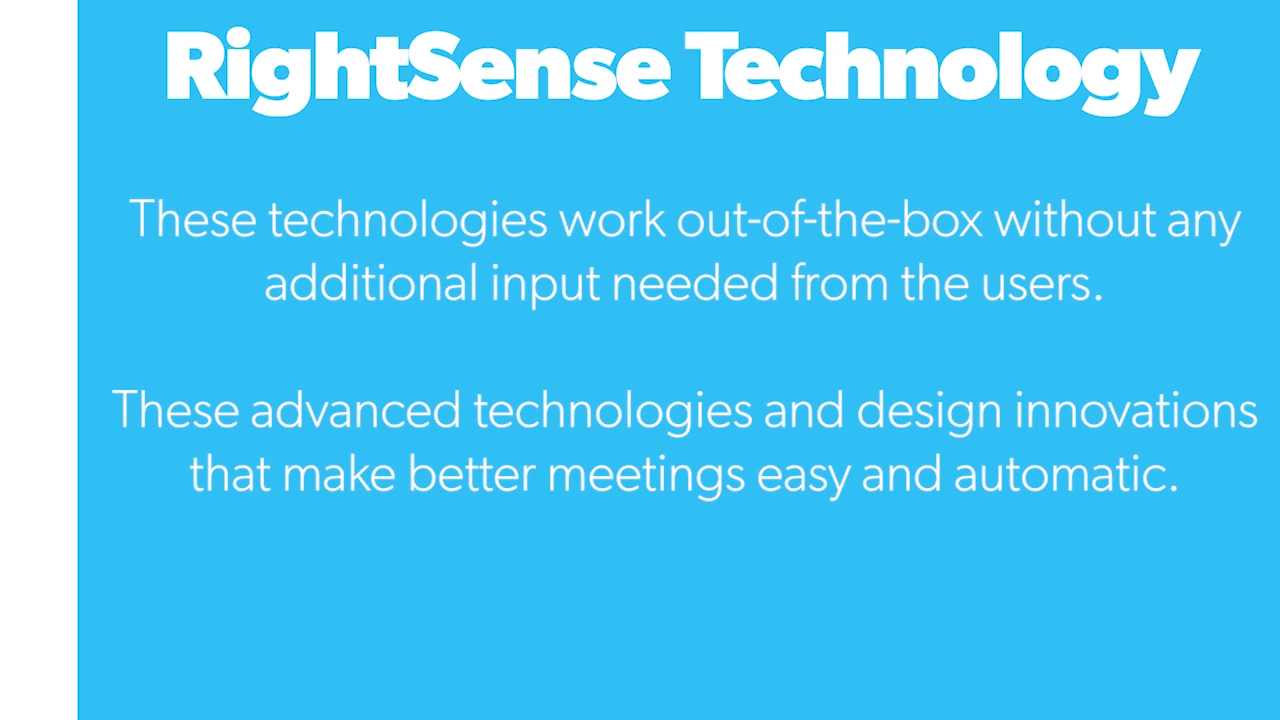 RightSense Technology
These technologies work out-of-the-box without any
additional input needed from the users.
These advanced technologies and design innovations
that make better meetings easy and automatic.